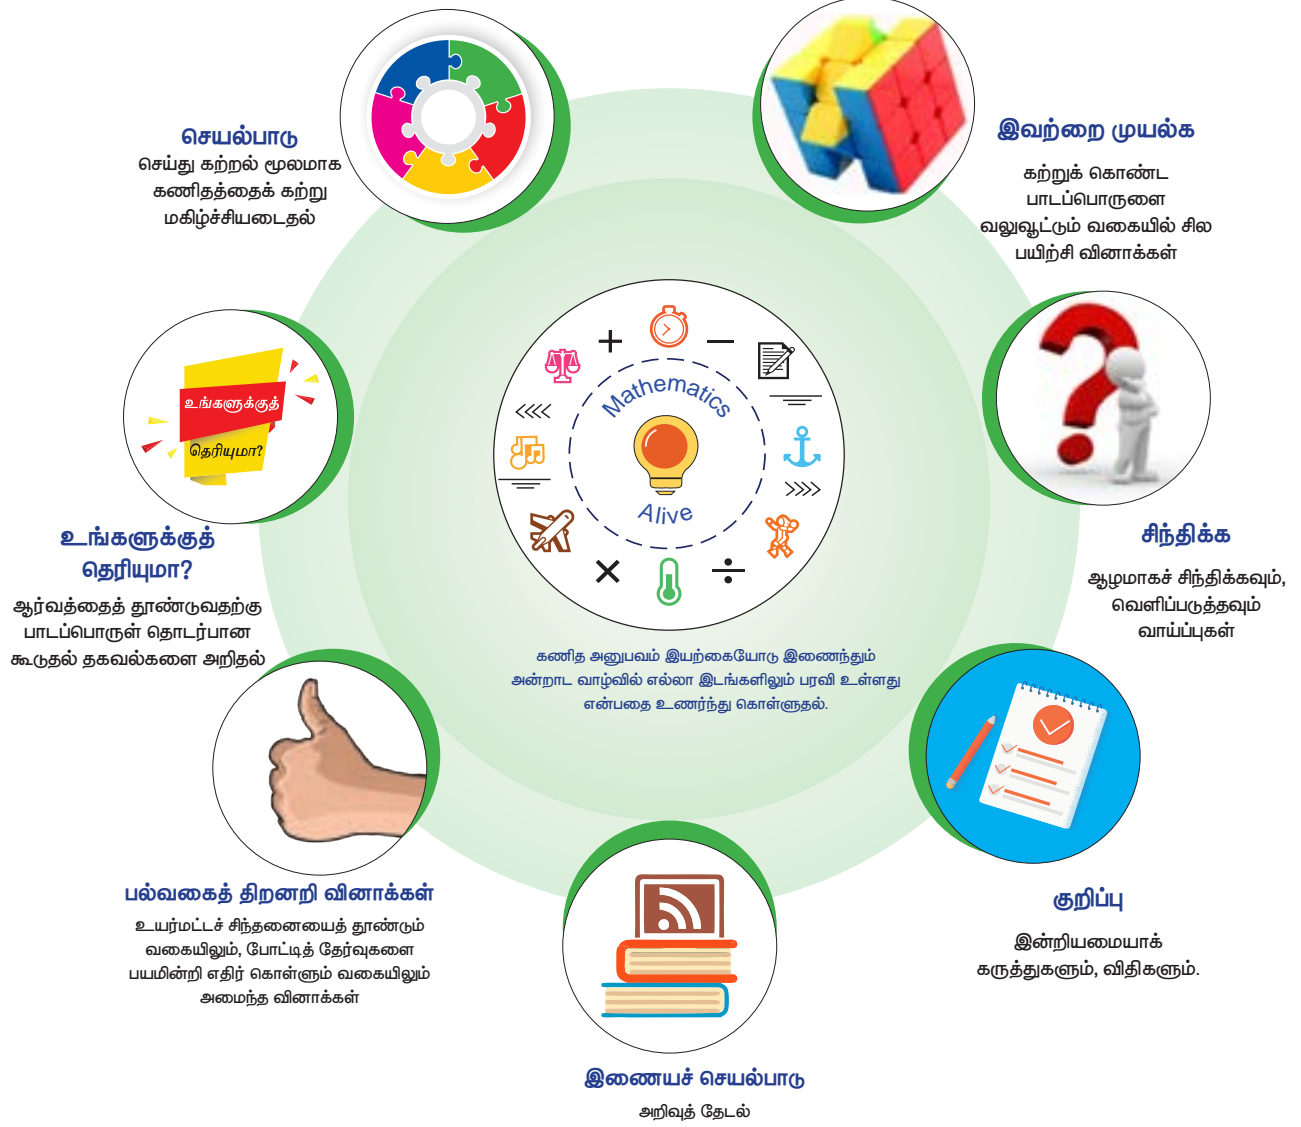 செயல்பாடு
செய்து கற்றல் மூலமாக
கணிதத்தைக் கற்று
மகிழ்ச்சியடைதல்
இவற்றை முயல்க
கற்றுக் கொண்ட
பாடப்பொருளை
வலுவூட்டும் வகையில் சில
பயிற்சி வினாக்கள்
உங்களுக்குத்
தெரியுமா?
உங்களுக்குத்
தெரியுமா?
ஆர்வத்தைத் தூண்டுவதற்கு
பாடப்பொருள் தொடர்பான
கூடுதல் தகவல்களை அறிதல்
Mathematics
Alive
கணித அனுபவம் இயற்கையோடு இணைந்தும்
அன்றாட வாழ்வில் எல்லா இடங்களிலும் பரவி உள்ளது
என்பதை உணர்ந்து கொள்ளுதல்.
சிந்திக்க
ஆழமாகச் சிந்திக்கவும்,
வெளிப்படுத்தவும்
வாய்ப்புகள்
பல்வகைத் திறனறி வினாக்கள்
உயர்மட்டச் சிந்தனையைத் தூண்டும்
வகையிலும், போட்டித் தேர்வுகளை
பயமின்றி எதிர் கொள்ளும் வகையிலும்
அமைந்த வினாக்கள்
குறிப்பு
இன்றியமையாக்
கருத்துகளும், விதிகளும்.
இணையச் செயல்பாடு
அறிவுத் தேடல்